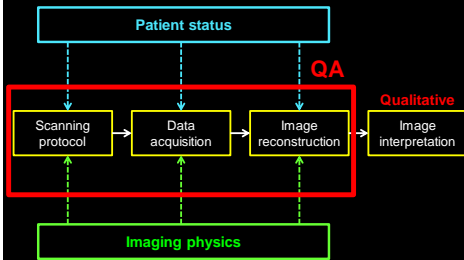 Patient status
QA
Qualitative
Scanning
protocol
Data
acquisition
Image
reconstruction
Image
interpretation
Imaging physics